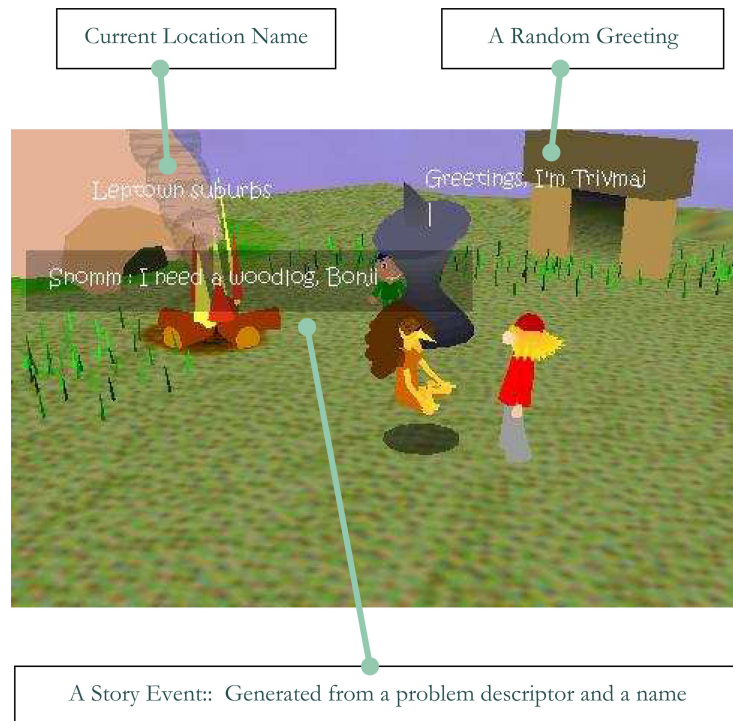 Current Location Name
A Random Greeting
Greetings, I'm Trivmaj
Leptown suburbs
Snomm : I need a woodlog, Bonji
A Story Event:: Generated from a problem descriptor and a name